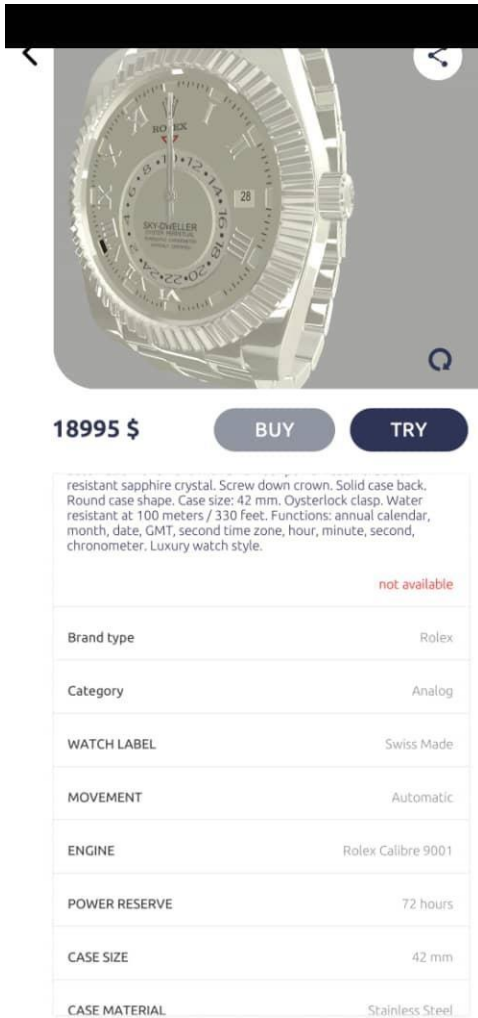 ROLEX
28
SKY-DWELLER
OYSTER PERPETUAL
18995 $
BUY
TRY
resistant sapphire crystal. Screw down crown. Solid case back.
Round case shape. Case size: 42 mm. Oysterlock clasp. Water
resistant at 100 meters / 330 feet. Functions: annual calendar,
month, date, GMT, second time zone, hour, minute, second,
chronometer. Luxury watch style.
not available
Brand type Rolex
Category Analog
WATCH LABEL Swiss Made
MOVEMENT Automatic
ENGINE Rolex Calibre 9001
POWER RESERVE 72 hours
CASE SIZE 42 mm
CASE MATERIAL Stainless Steel